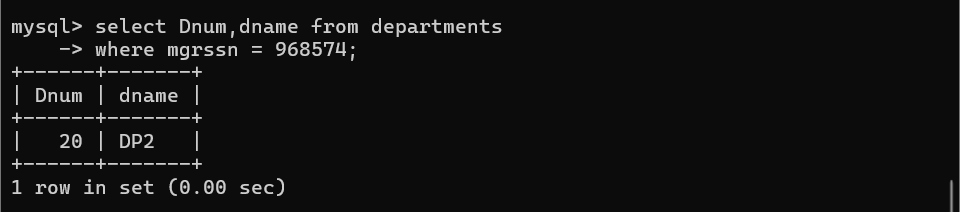 mysql> select Dnum,dname from departments
    -> where mgrssn = 968574;
+------+-------+
| Dnum | dname |
+------+-------+
|   20 | DP2   |
+------+-------+
1 row in set (0.00 sec)